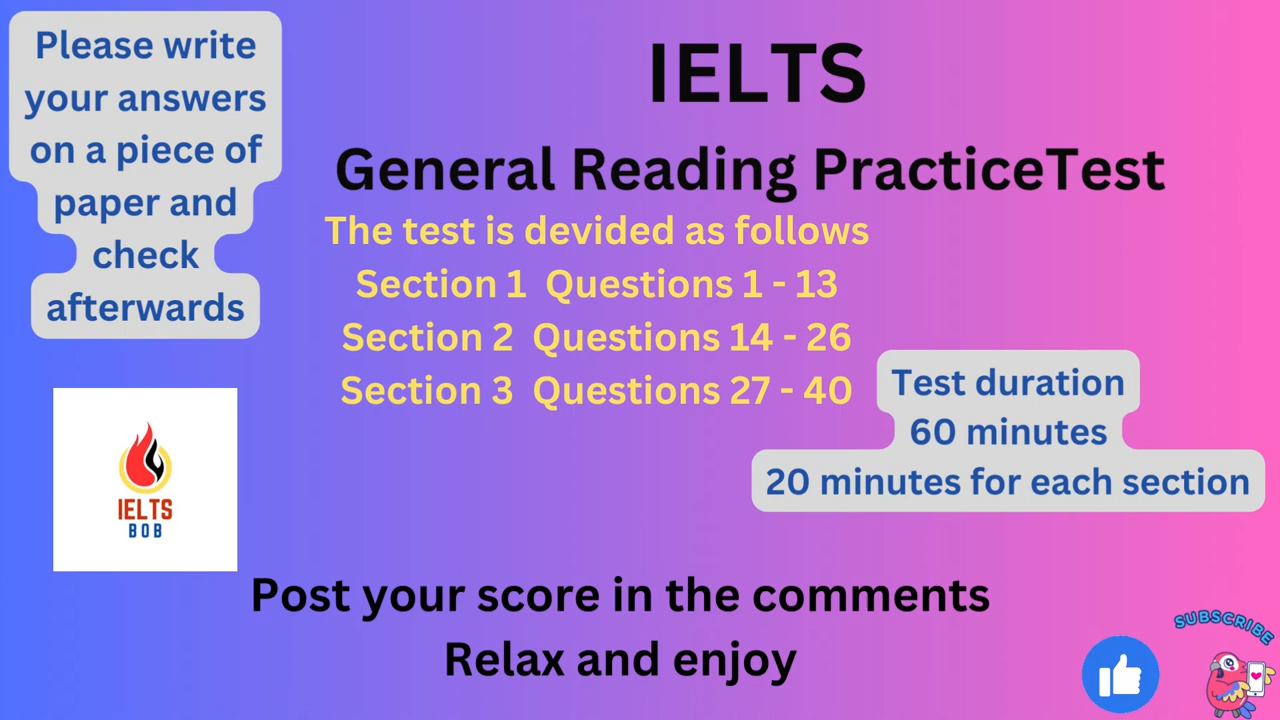 Please write
your answers
on a piece of
paper and
check
afterwards
IELTS
General Reading PracticeTest
The test is devided as follows
Section 1 Questions 1 - 13
Section 2 Questions 14 - 26
Section 3 Questions 27 - 40
Test duration
60 minutes
20 minutes for each section
IELTS
BOB
Post your score in the comments
Relax and enjoy
SUBSCRIBE